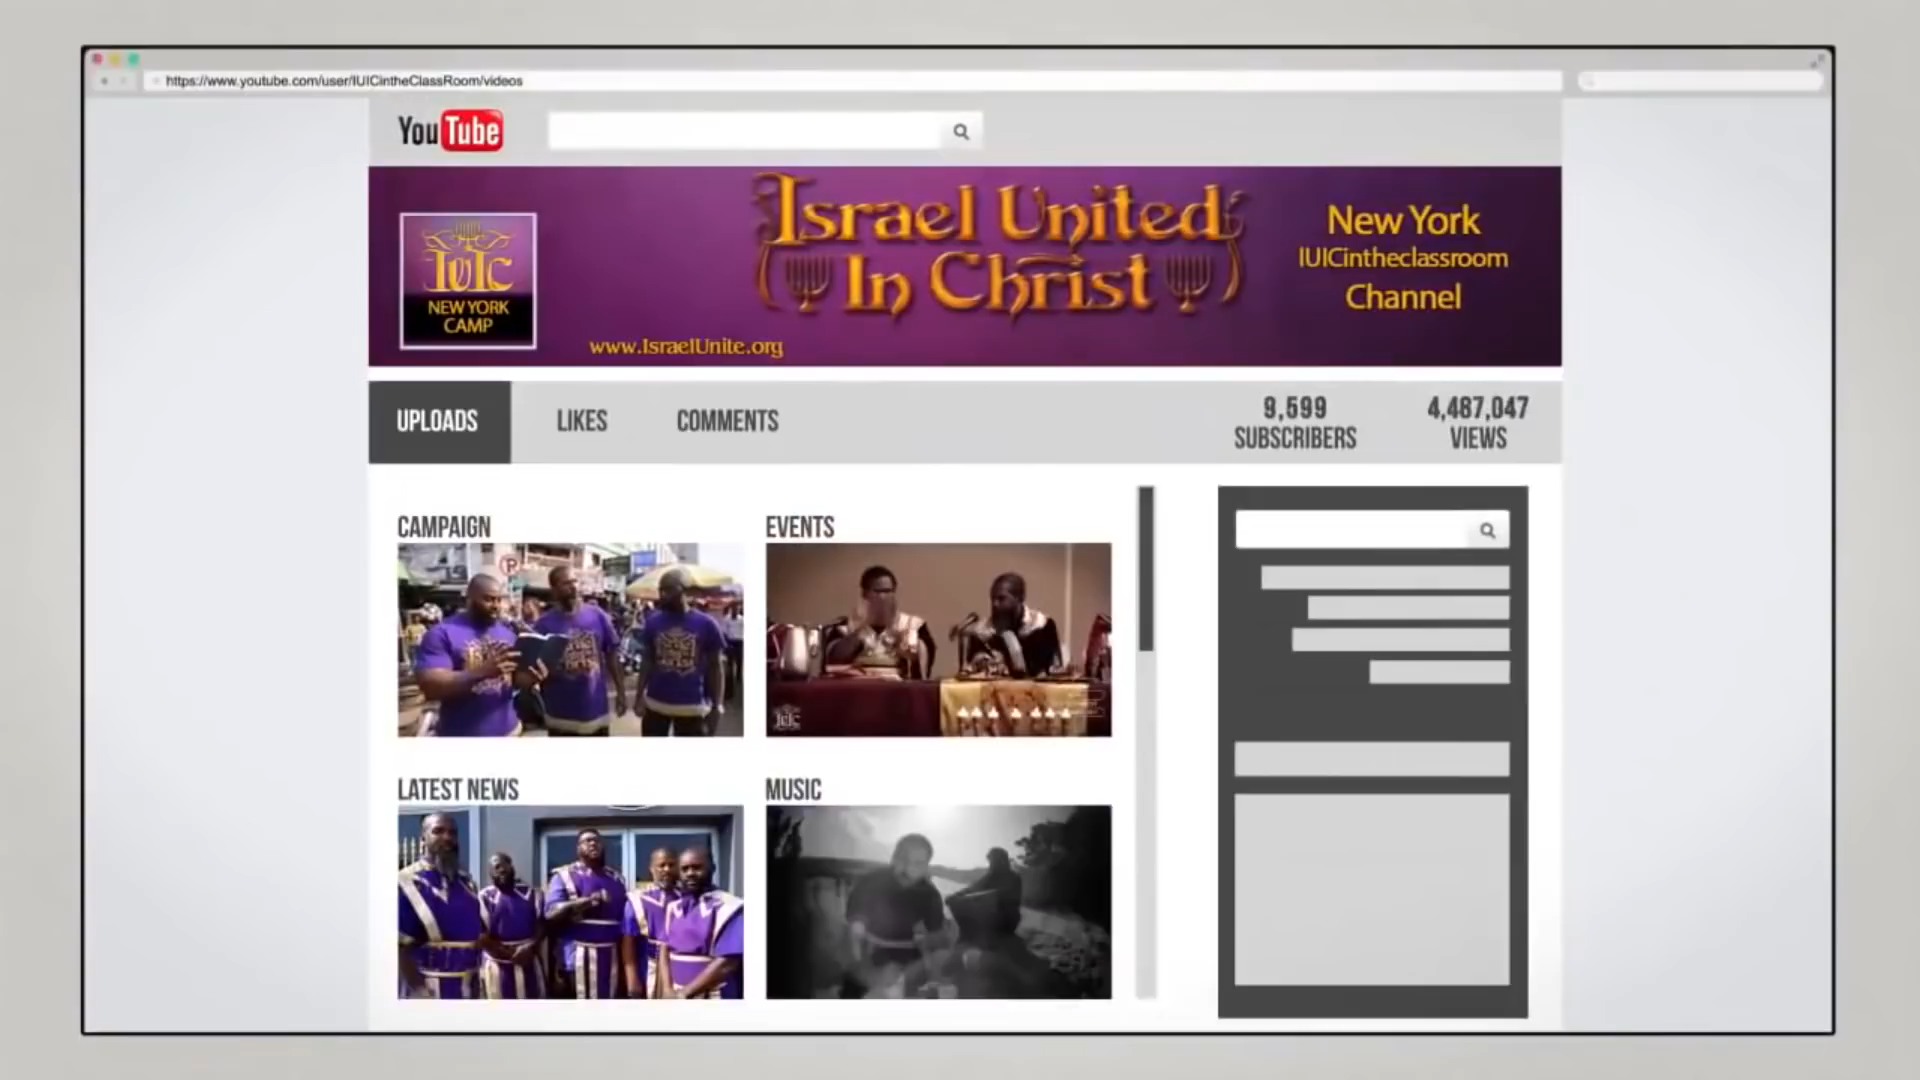 https://www.youtube.com/user/IUICintheClassRoom/videos
YouTube
Israel United
In Christ
New York
IUICintheclassroom
Channel
IUIC
NEW YORK
CAMP
www.IsraelUnite.org
UPLOADS
LIKES
COMMENTS
9,599
SUBSCRIBERS
4,487,047
VIEWS
CAMPAIGN
EVENTS
P
IUIC
LATEST NEWS
MUSIC